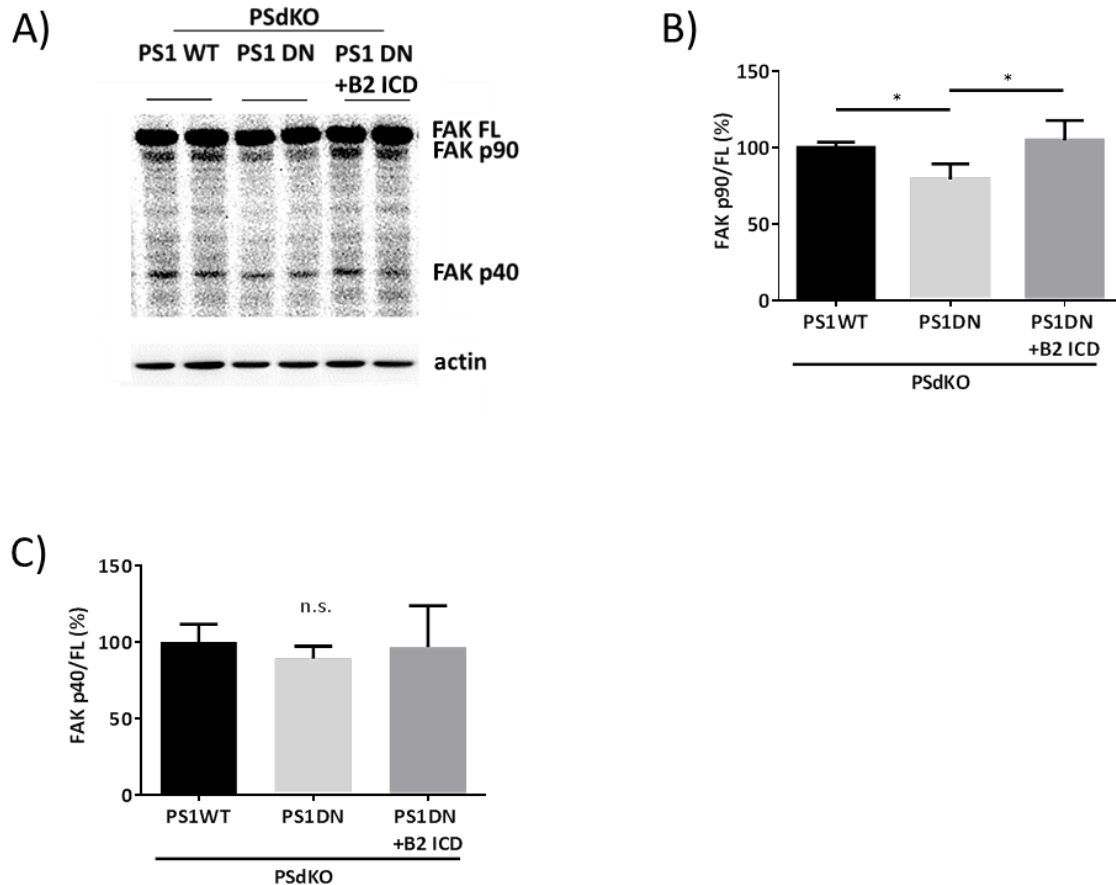 A)
PSdKO
PS1 WT PS1 DN PS1 DN
+B2 ICD
FAK FL
FAK p90
FAK p40
actin
B)
FAK p90/FL (%)
150
100
50
0
*
*
PS1WT PS1DN PS1DN
+B2 ICD
PSdKO
C)
FAK p40/FL (%)
150
100
50
0
n.s.
PS1WT PS1DN PS1DN
+B2 ICD
PSdKO